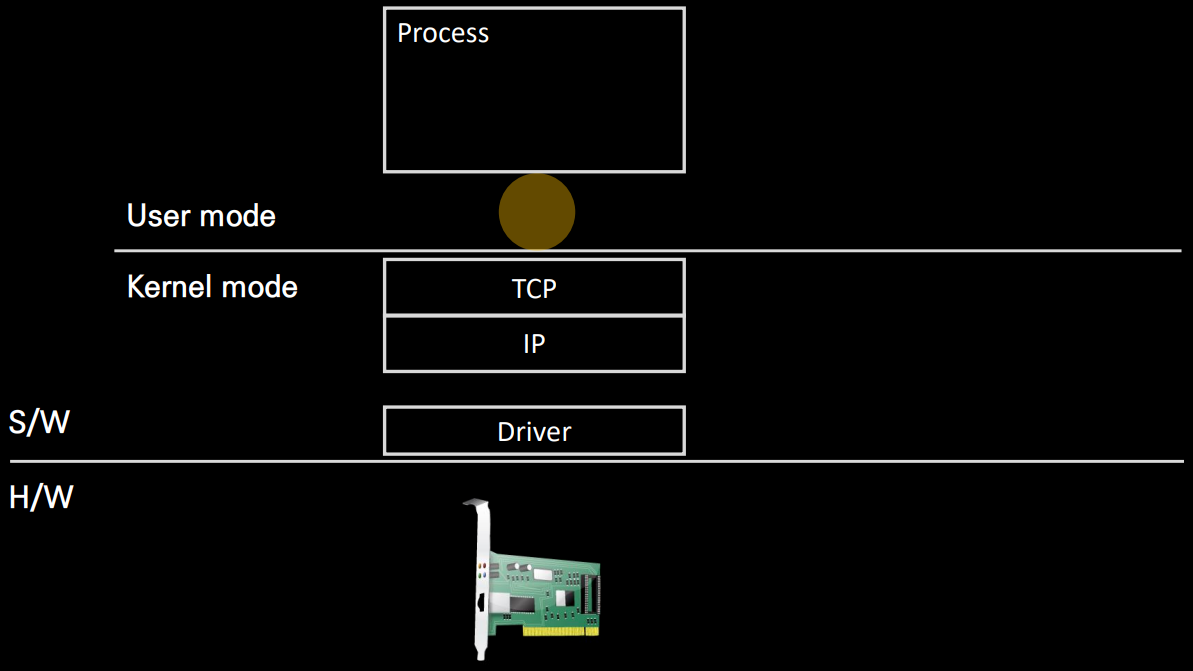 Process
User mode
Kernel mode
TCP
IP
S/W
Driver
H/W